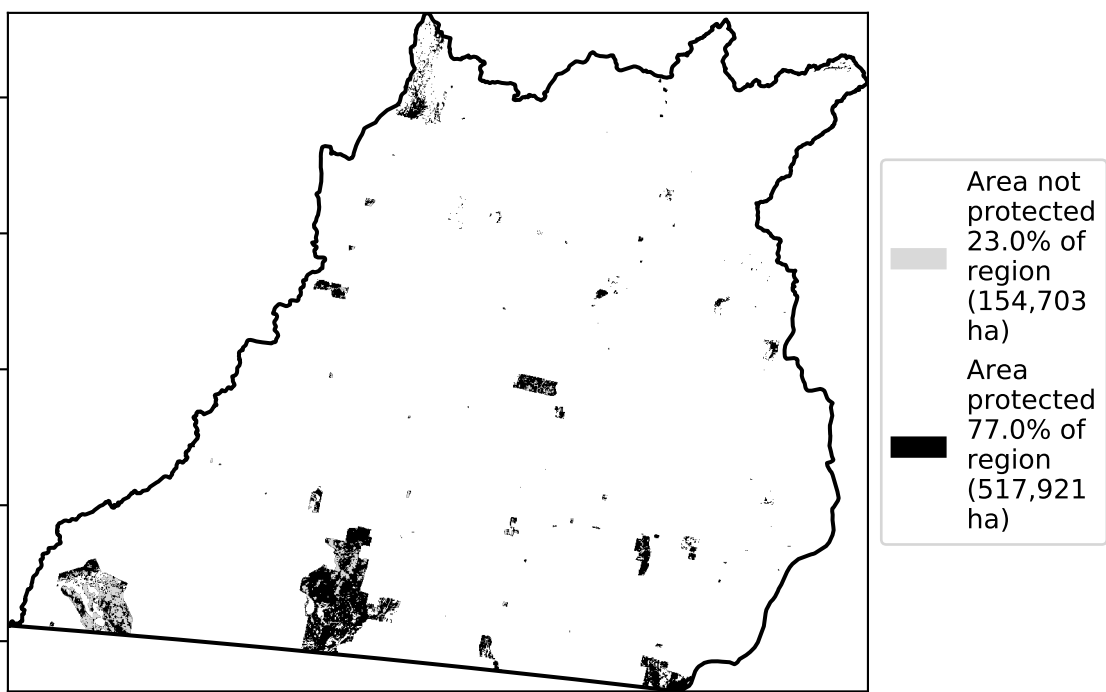 Area not
protected
23.0% of
region
(154,703
ha)
Area
protected
77.0% of
region
(517,921
ha)